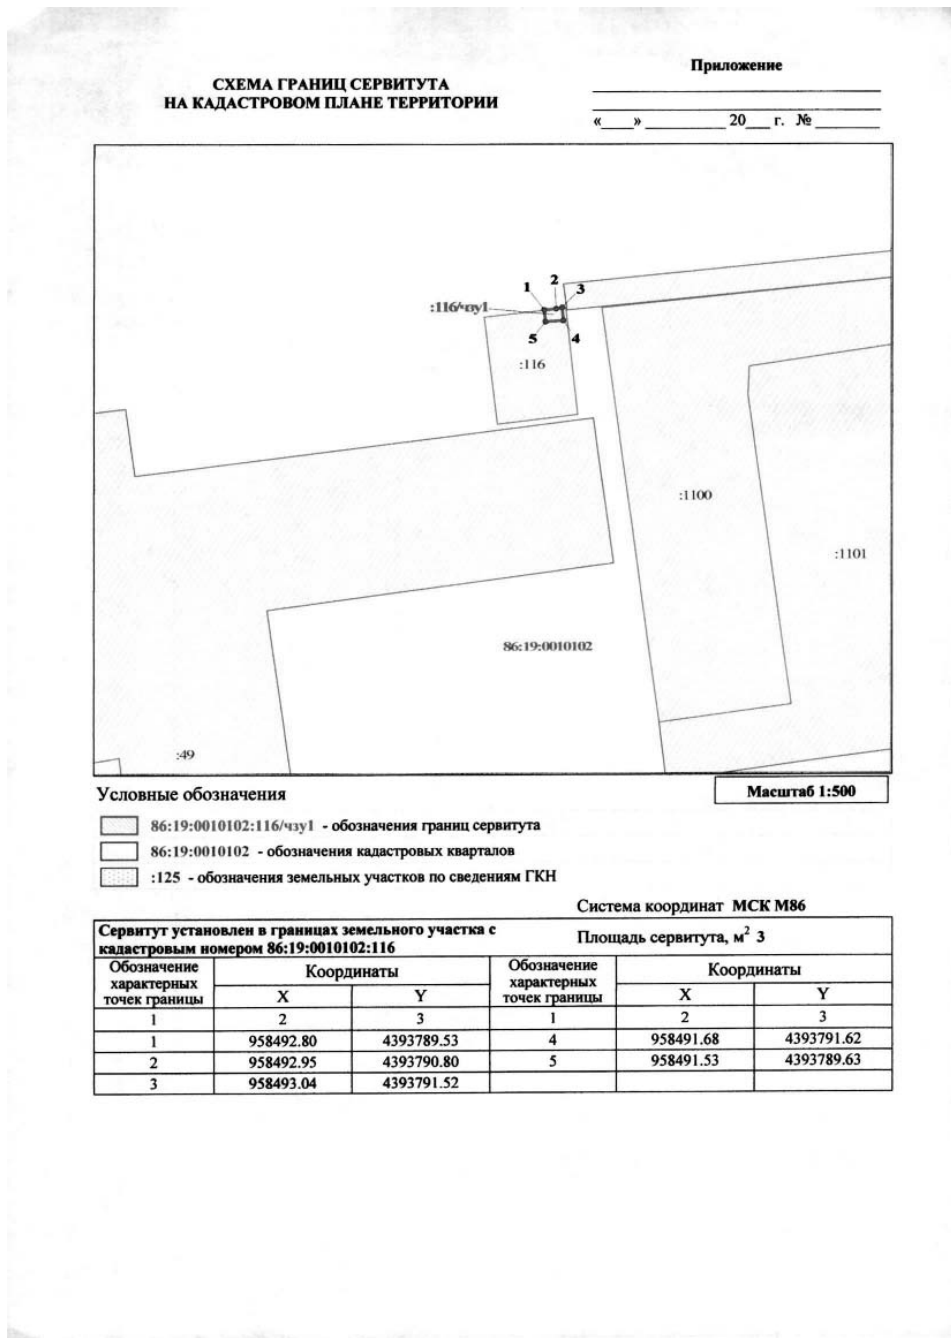 Приложение
СХЕМА ГРАНИЦ СЕРВИТУТА
НА КАДАСТРОВОМ ПЛАНЕ ТЕРРИТОРИИ
«____» ____________ 20___ г. № _________
1 2 3
:116/чзу1
5 4
:116
:1100
:1101
86:19:0010102
:49
Условные обозначения
Масштаб 1:500
86:19:0010102:116/чзу1 - обозначения границ сервитута
86:19:0010102 - обозначения кадастровых кварталов
:125 - обозначения земельных участков по сведениям ГКН
Система координат МСК М86
Сервитут установлен в границах земельного участка с
кадастровым номером 86:19:0010102:116
Площадь сервитута, м² 3
Обозначение характерных точек границы Координаты Обозначение характерных точек границы Координаты
X Y X Y
1 2 3 1 2 3
1 958492.80 4393789.53 4 958491.68 4393791.62
2 958492.95 4393790.80 5 958491.53 4393789.63
3 958493.04 4393791.52